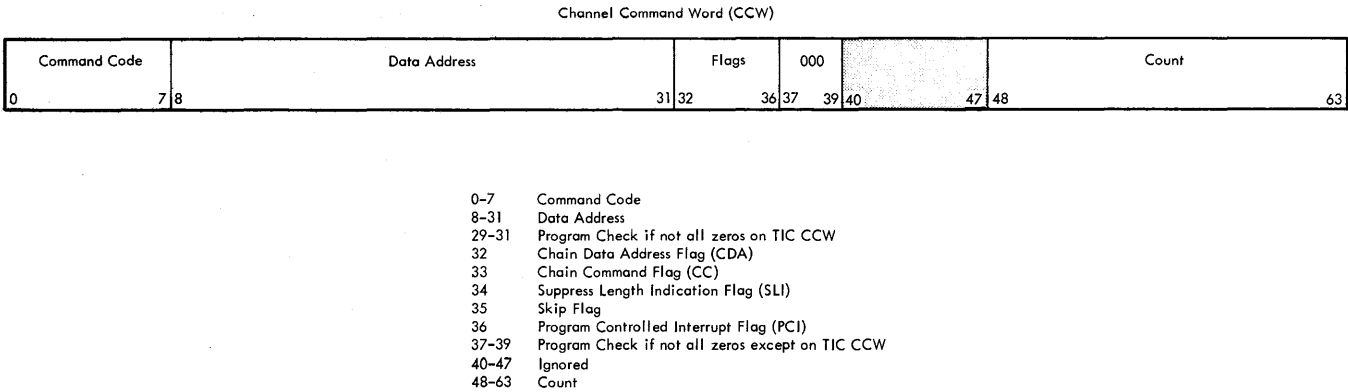 Channel Command Word (CCW)
Command Code Data Address Flags 000 Count
0 7 8 31 32 36 37 39 40 47 48 63
0-7 Command Code
8-31 Data Address
29-31 Program Check if not all zeros on TIC CCW
32 Chain Data Address Flag (CDA)
33 Chain Command Flag (CC)
34 Suppress Length Indication Flag (SLI)
35 Skip Flag
36 Program Controlled Interrupt Flag (PCI)
37-39 Program Check if not all zeros except on TIC CCW
40-47 Ignored
48-63 Count